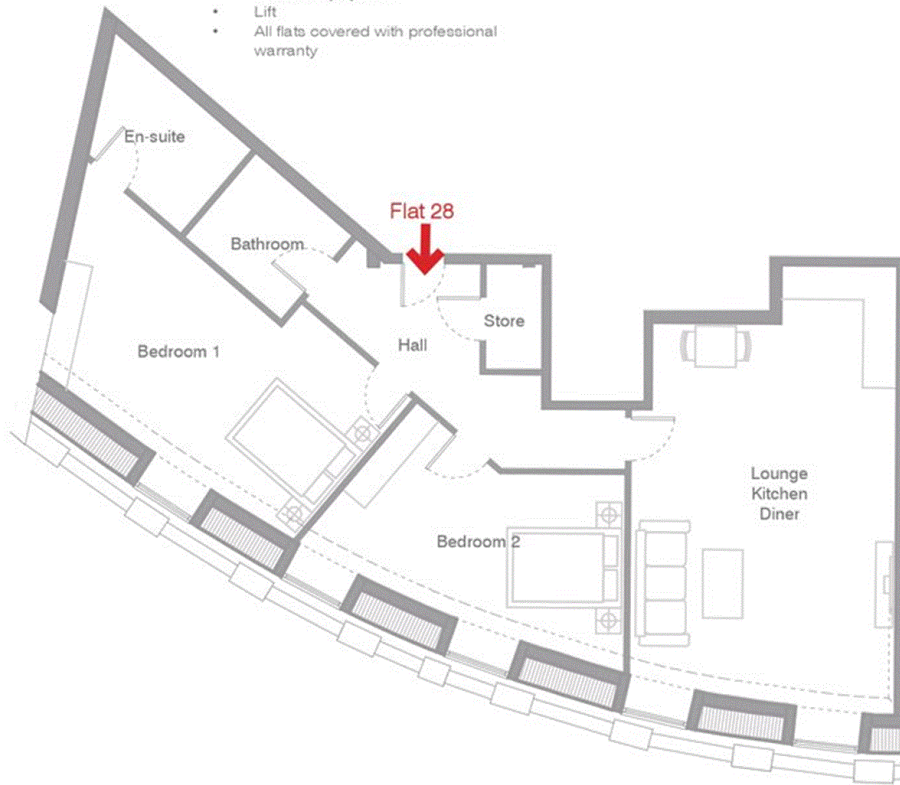 • Lift
• All flats covered with professional
warranty
En-suite
Flat 28
Bathroom
Store
Hall
Bedroom 1
Lounge
Kitchen
Diner
Bedroom 2